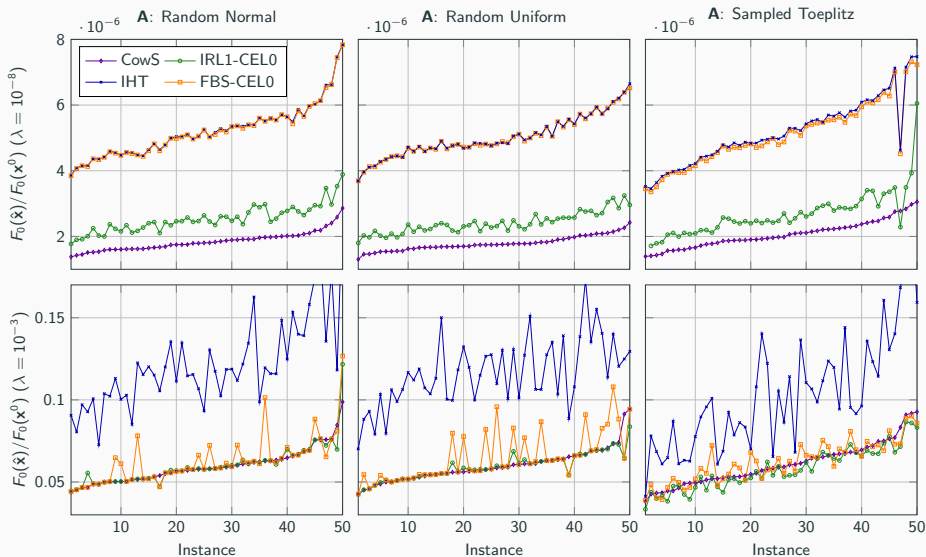 A: Random Normal
A: Random Uniform
A: Sampled Toeplitz
·10⁻⁶
·10⁻⁶
·10⁻⁶
CowS
IRL1-CEL0
IHT
FBS-CEL0
8
6
4
2
F₀(x̂)/F₀(x⁰) (λ = 10⁻⁸)
0.15
0.1
0.05
F₀(x̂)/F₀(x⁰) (λ = 10⁻³)
10 20 30 40 50
10 20 30 40 50
10 20 30 40 50
Instance
Instance
Instance